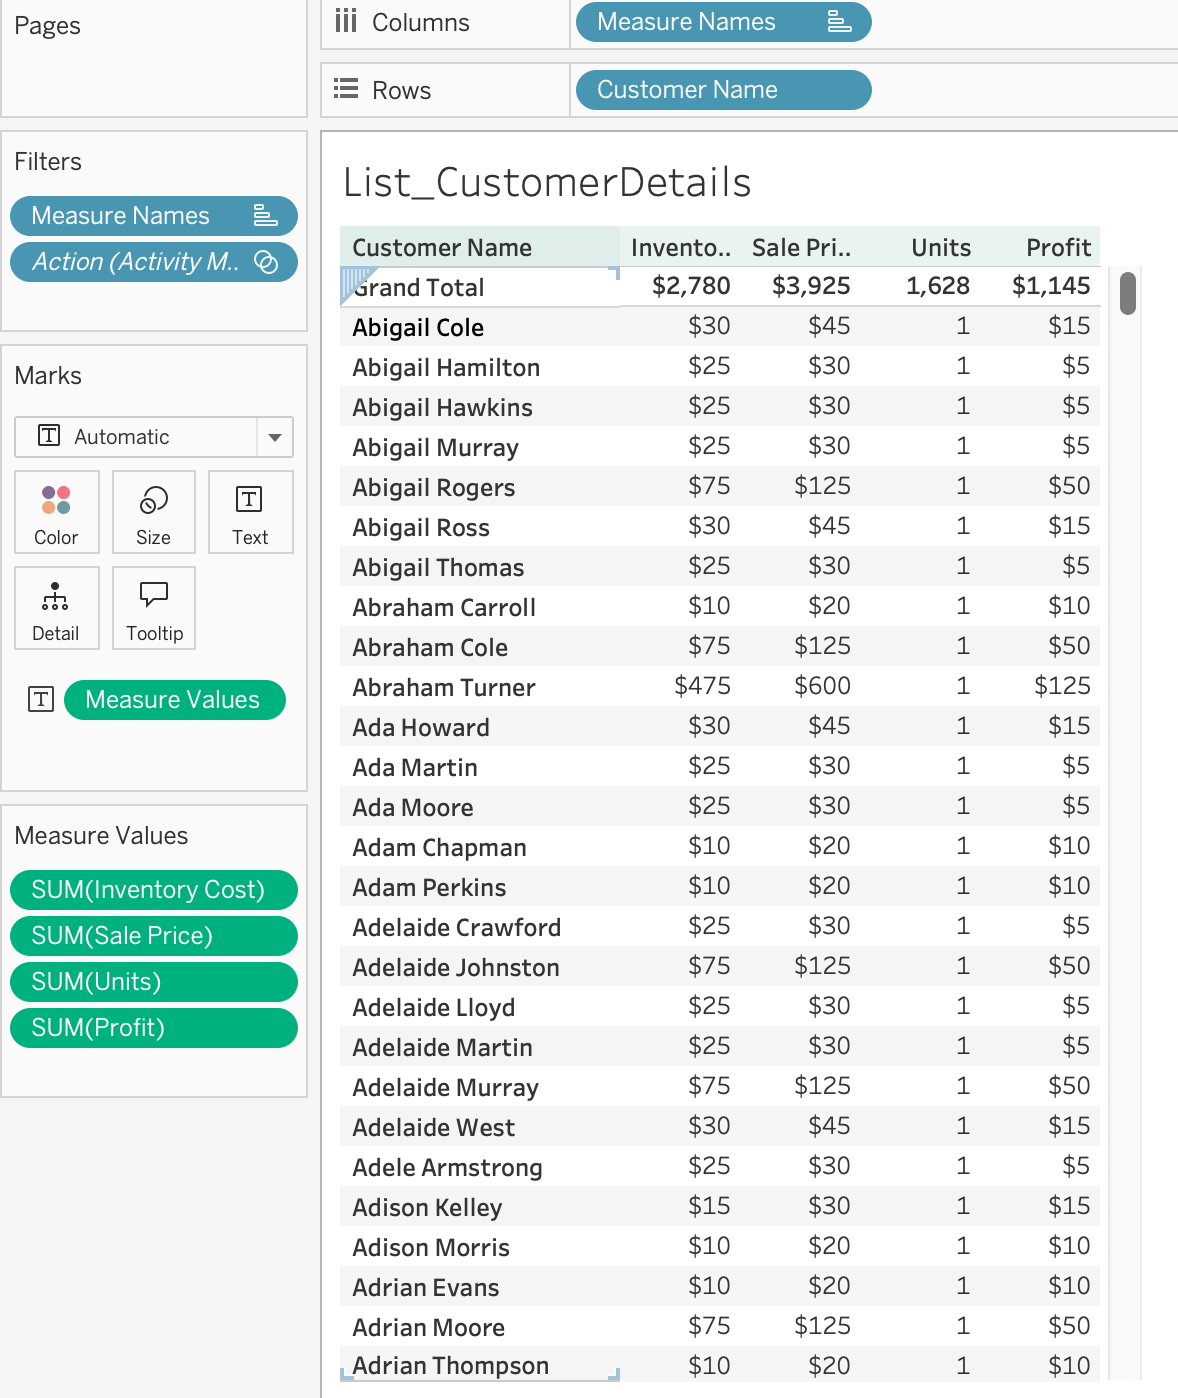 Pages
Columns
Measure Names
Rows
Customer Name
Filters
Measure Names
Action (Activity M..
Marks
Automatic
Color
Size
Text
Detail
Tooltip
Measure Values
Measure Values
SUM(Inventory Cost)
SUM(Sale Price)
SUM(Units)
SUM(Profit)
List_CustomerDetails
Customer Name Invento.. Sale Pri.. Units Profit
Grand Total $2,780 $3,925 1,628 $1,145
Abigail Cole $30 $45 1 $15
Abigail Hamilton $25 $30 1 $5
Abigail Hawkins $25 $30 1 $5
Abigail Murray $25 $30 1 $5
Abigail Rogers $75 $125 1 $50
Abigail Ross $30 $45 1 $15
Abigail Thomas $25 $30 1 $5
Abraham Carroll $10 $20 1 $10
Abraham Cole $75 $125 1 $50
Abraham Turner $475 $600 1 $125
Ada Howard $30 $45 1 $15
Ada Martin $25 $30 1 $5
Ada Moore $25 $30 1 $5
Adam Chapman $10 $20 1 $10
Adam Perkins $10 $20 1 $10
Adelaide Crawford $25 $30 1 $5
Adelaide Johnston $75 $125 1 $50
Adelaide Lloyd $25 $30 1 $5
Adelaide Martin $25 $30 1 $5
Adelaide Murray $75 $125 1 $50
Adelaide West $30 $45 1 $15
Adele Armstrong $25 $30 1 $5
Adison Kelley $15 $30 1 $15
Adison Morris $10 $20 1 $10
Adrian Evans $10 $20 1 $10
Adrian Moore $75 $125 1 $50
Adrian Thompson $10 $20 1 $10